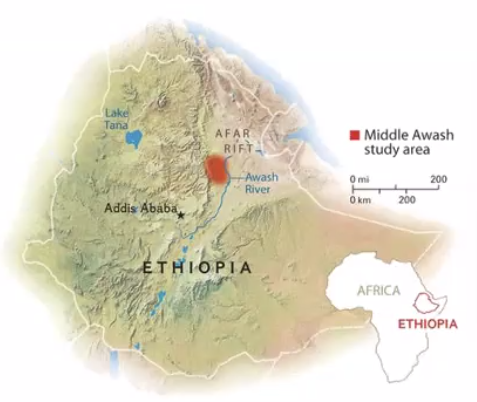 Lake
Tana
AFAR
RIFT
Middle Awash
study area
Awash
River
0 mi 200
0 km 200
Addis Ababa
ETHIOPIA
AFRICA
ETHIOPIA